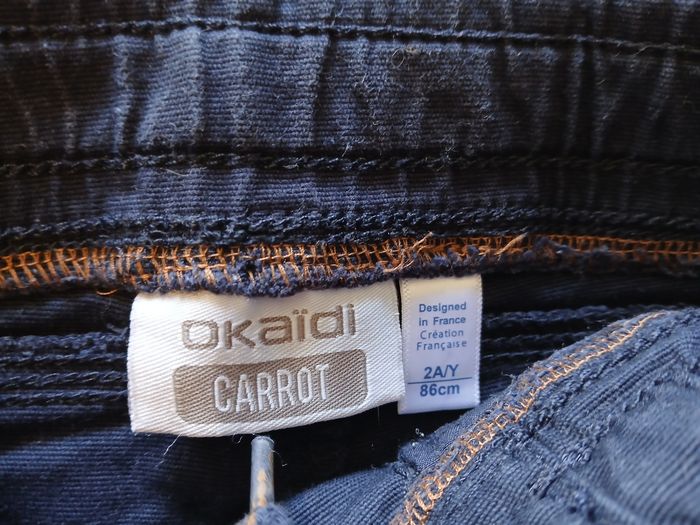 Okaïdi
CARROT
Designed
in France
Création
Française
2A/Y
86cm